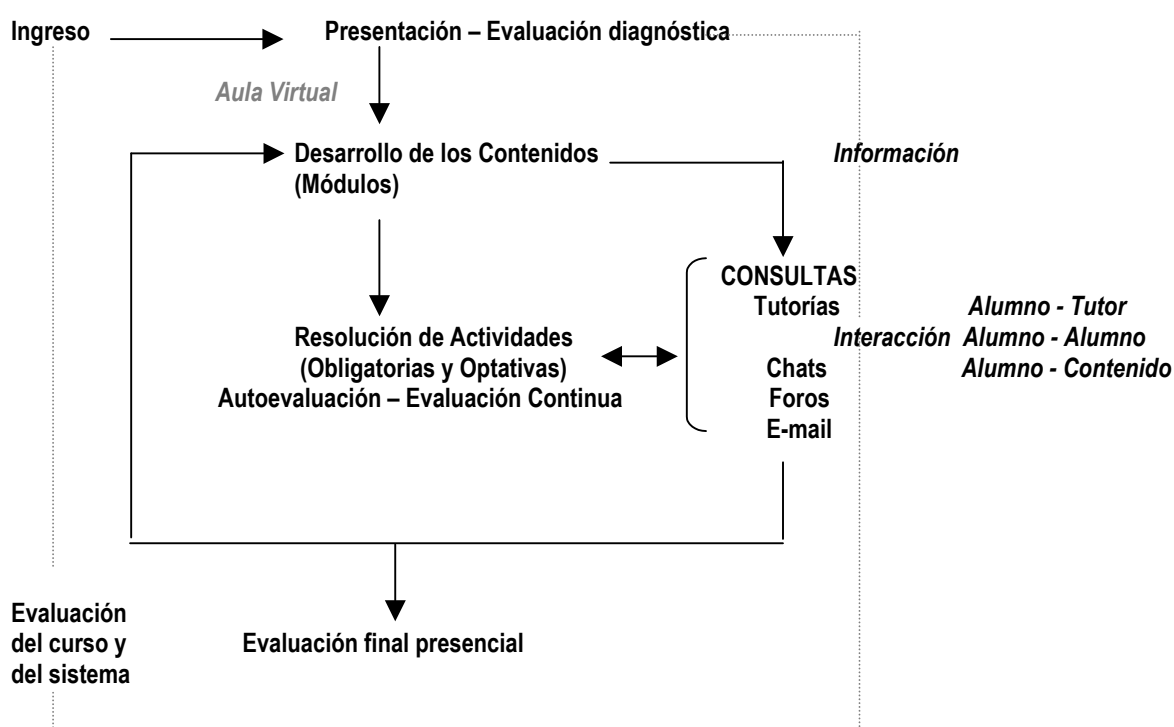 Ingreso
Presentación – Evaluación diagnóstica
Aula Virtual
Desarrollo de los Contenidos
(Módulos)
Información
CONSULTAS
Tutorías
Alumno - Tutor
Resolución de Actividades
Interacción Alumno - Alumno
(Obligatorias y Optativas)
Chats
Alumno - Contenido
Autoevaluación – Evaluación Continua
Foros
E-mail
Evaluación
del curso y
del sistema
Evaluación final presencial